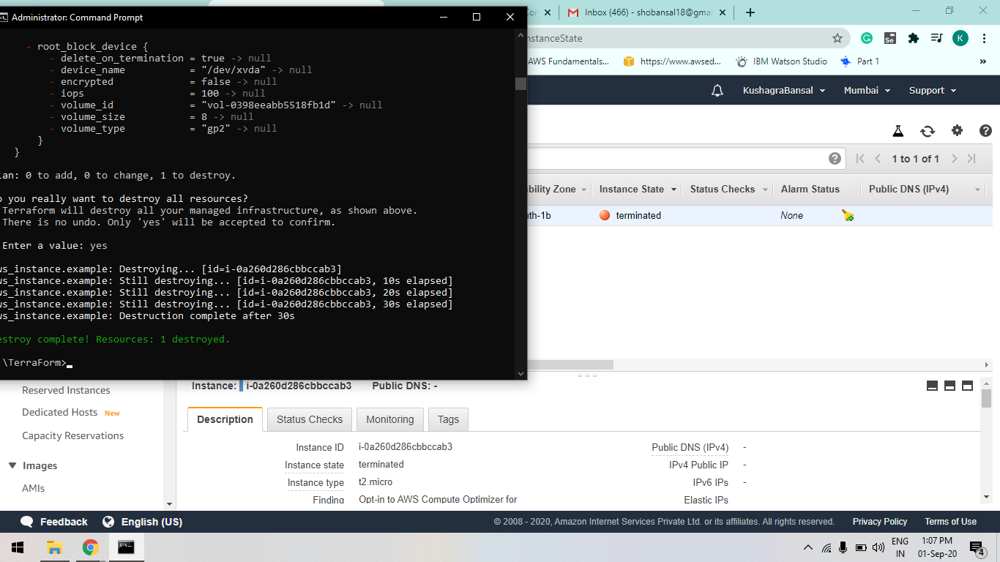 Administrator: Command Prompt
- root_block_device {
- delete_on_termination = true -> null
- device_name = "/dev/xvda" -> null
- encrypted = false -> null
- iops = 100 -> null
- volume_id = "vol-0398eeabb5518fb1d" -> null
- volume_size = 8 -> null
- volume_type = "gp2" -> null
}
}
lan: 0 to add, 0 to change, 1 to destroy.
o you really want to destroy all resources?
Terraform will destroy all your managed infrastructure, as shown above.
There is no undo. Only 'yes' will be accepted to confirm.
Enter a value: yes
ws_instance.example: Destroying... [id=i-0a260d286cbbccab3]
ws_instance.example: Still destroying... [id=i-0a260d286cbbccab3, 10s elapsed]
ws_instance.example: Still destroying... [id=i-0a260d286cbbccab3, 20s elapsed]
ws_instance.example: Still destroying... [id=i-0a260d286cbbccab3, 30s elapsed]
ws_instance.example: Destruction complete after 30s
estroy complete! Resources: 1 destroyed.
:\TerraForm>
Con
Inbox (466) - shobansal18@gmai
nstanceState
Se
K
AWS Fundamentals...
https://www.awsed...
IBM Watson Studio
Part 1
»
KushagraBansal
Mumbai
Support
1 to 1 of 1
bility Zone
Instance State
Status Checks
Alarm Status
Public DNS (IPv4)
uth-1b
terminated
None
Reserved Instances
Dedicated Hosts New
Capacity Reservations
Images
AMIs
Instance: i-0a260d286cbbccab3 Public DNS: -
Description
Status Checks
Monitoring
Tags
Instance ID i-0a260d286cbbccab3
Instance state terminated
Instance type t2.micro
Finding Opt-in to AWS Compute Optimizer for
Public DNS (IPv4) -
IPv4 Public IP -
IPv6 IPs -
Elastic IPs
Feedback
English (US)
© 2008 - 2020, Amazon Internet Services Private Ltd. or its affiliates. All rights reserved.
Privacy Policy
Terms of Use
ENG
IN
1:07 PM
01-Sep-20
4